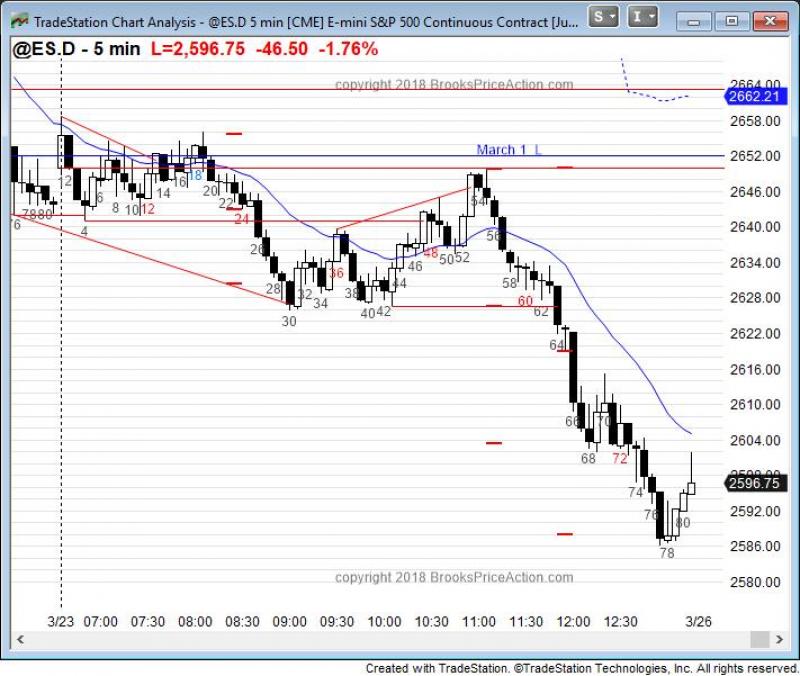 TradeStation Chart Analysis - @ES.D 5 min [CME] E-mini S&P 500 Continuous Contract [Ju...
S
I
@ES.D - 5 min L=2,596.75 -46.50 -1.76%
copyright 2018 BrooksPriceAction.com
2664.00
2662.21
2658.00
March 1 L
2652.00
2646.00
2640.00
2634.00
2628.00
2622.00
2616.00
2610.00
2604.00
2598.00
2596.75
2592.00
2586.00
2580.00
12 6 14 16 18 20
7880 4 8 10 12 22 24
26 28 30 32 34 36 38
40 42 44 46 48 50 52 54
56 58 60 62 64
66 68 70 72 74 76 78 80
copyright 2018 BrooksPriceAction.com
3/23 07:00 07:30 08:00 08:30 09:00 09:30 10:00 10:30 11:00 11:30 12:00 12:30 3/26
Created with TradeStation. ©TradeStation Technologies, Inc. All rights reserved.